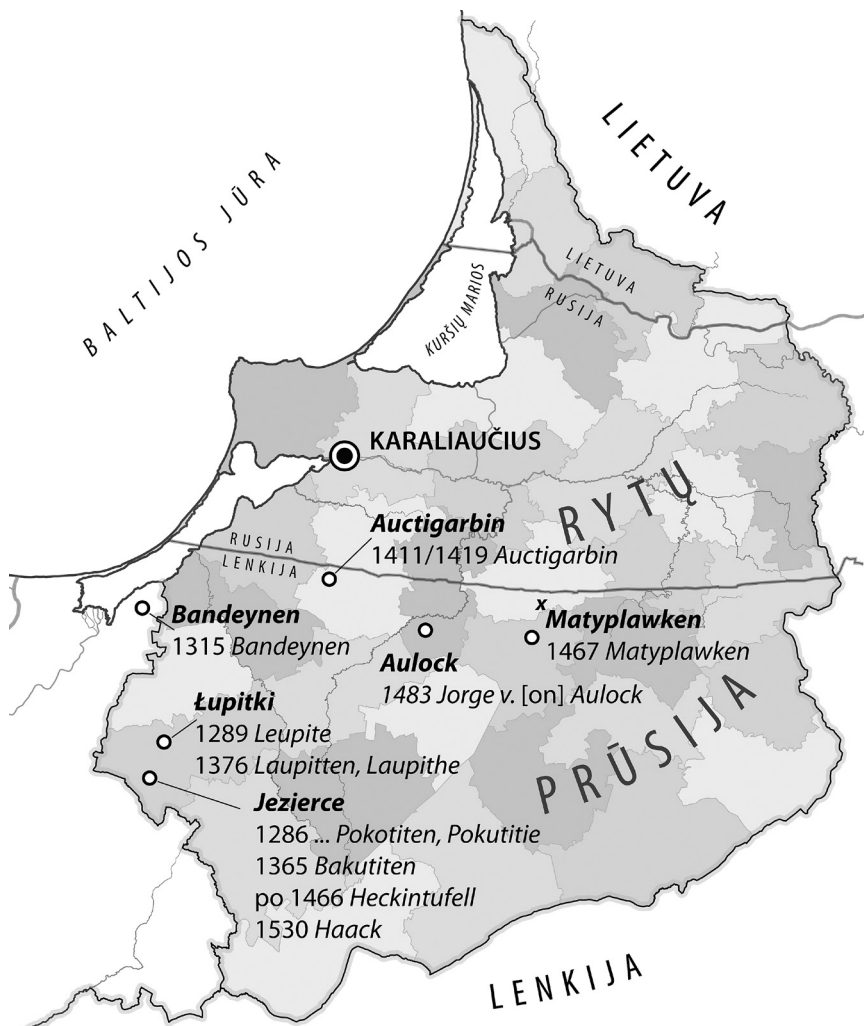 LIETUVA
BALTIJOS JŪRA
KURŠIŲ MARIOS
LIETUVA
RUSIJA
KARALIAUČIUS
RYTŲ
Auctigarbin
1411/1419 Auctigarbin
RUSIJA
LENKIJA
x
Bandeynen
1315 Bandeynen
Matyplawken
1467 Matyplawken
Aulock
1483 Jorge v. [on] Aulock
PRŪSIJA
Łupitki
1289 Leupite
1376 Laupitten, Laupithe
Jezierce
1286 ... Pokotiten, Pokutitie
1365 Bakutiten
po 1466 Heckintufell
1530 Haack
LENKIJA